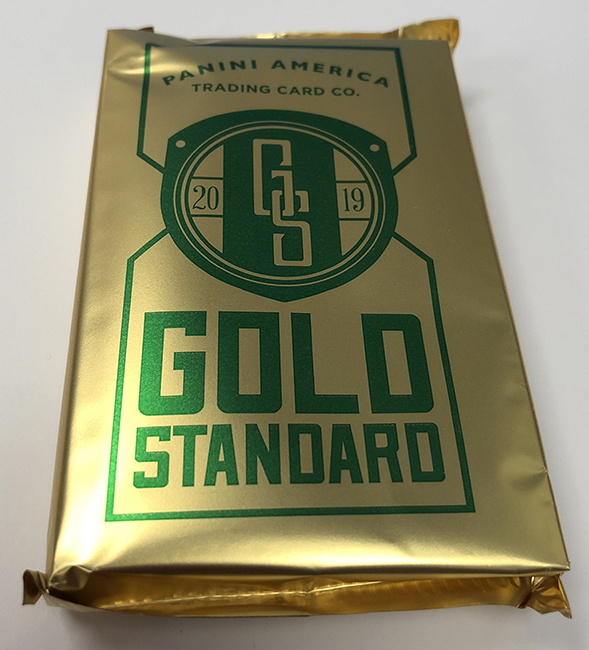 PANINI AMERICA
TRADING CARD CO.
GS
20 19
GOLD
STANDARD